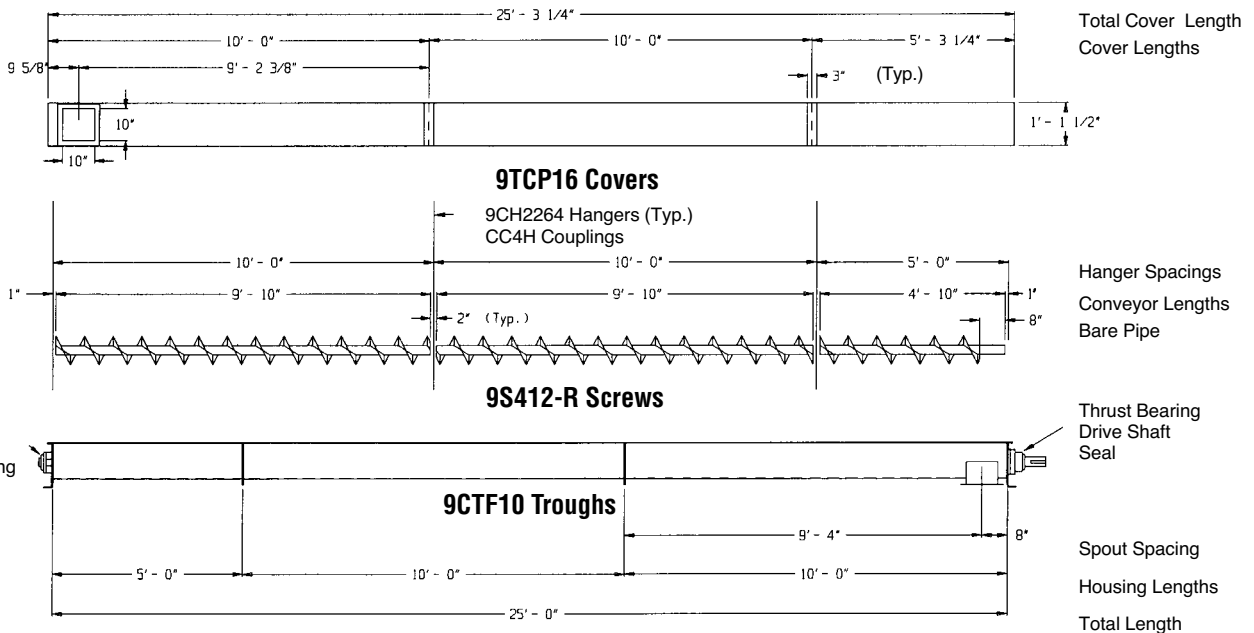 25' - 3 1/4" Total Cover Length
10' - 0" 10' - 0" 5' - 3 1/4" Cover Lengths
9 5/8" 9' - 2 3/8" 3" (Typ.)
10" 1' - 1 1/2"
10"
9TCP16 Covers
9CH2264 Hangers (Typ.)
CC4H Couplings
10' - 0" 10' - 0" 5' - 0" Hanger Spacings
1" 9' - 10" 9' - 10" 4' - 10" 1" Conveyor Lengths
2" (Typ.) 8" Bare Pipe
9S412-R Screws
Thrust Bearing
Drive Shaft
Seal
ng
9CTF10 Troughs
9' - 4" 8" Spout Spacing
5' - 0" 10' - 0" 10' - 0" Housing Lengths
25' - 0" Total Length